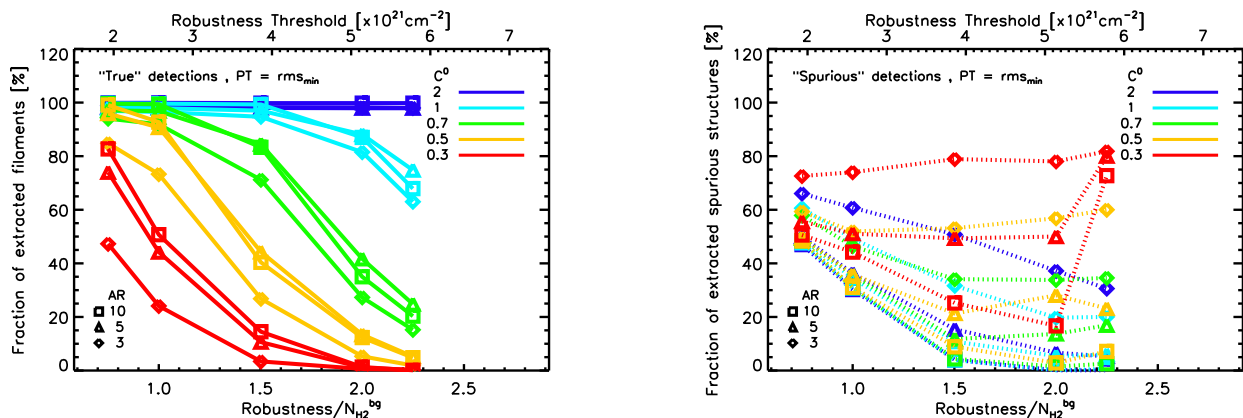 Robustness Threshold [x10²¹cm⁻²]
2 3 4 5 6 7
120
100
80
60
40
20
0
Fraction of extracted filaments [%]
"True" detections , PT = rms_min
C⁰
2
1
0.7
0.5
0.3
AR
10
5
3
1.0 1.5 2.0 2.5
Robustness/N_H2^bg
Robustness Threshold [x10²¹cm⁻²]
2 3 4 5 6 7
120
100
80
60
40
20
0
Fraction of extracted spurious structures [%]
"Spurious" detections , PT = rms_min
C⁰
2
1
0.7
0.5
0.3
AR
10
5
3
1.0 1.5 2.0 2.5
Robustness/N_H2^bg